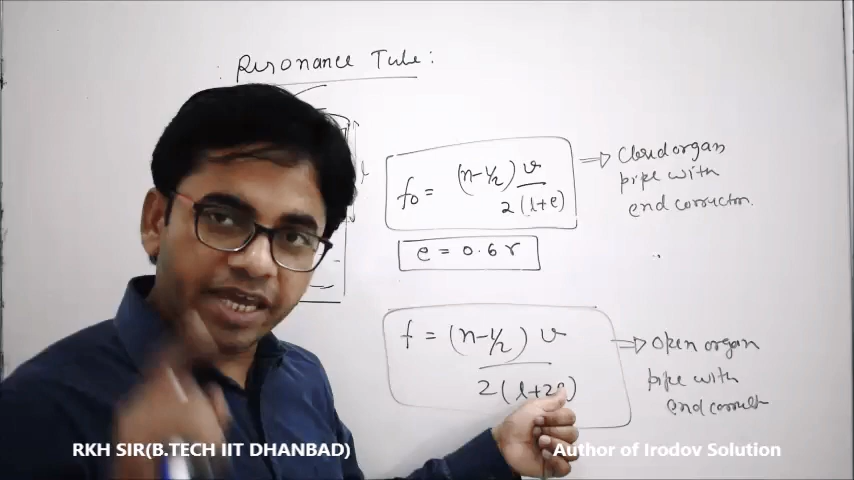 Resonance Tube:
f₀ = (n-1/2) v
2(l+e)
⇒ Closed organ
pipe with
end correction.
e = 0.6 r
f = (n-1/2) v
2(l+2e)
⇒ open organ
pipe with
end correct
RKH SIR(B.TECH IIT DHANBAD)
Author of Irodov Solution